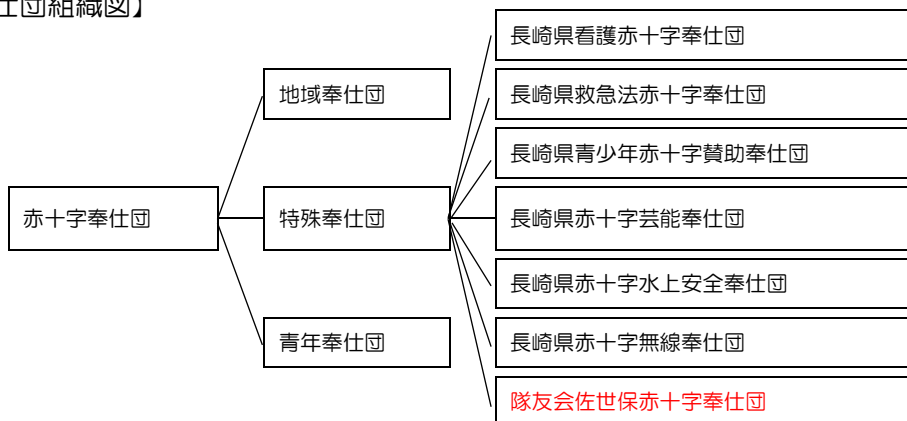 仕団組織図】
長崎県看護赤十字奉仕団
地域奉仕団
長崎県救急法赤十字奉仕団
長崎県青少年赤十字賛助奉仕団
赤十字奉仕団
特殊奉仕団
長崎県赤十字芸能奉仕団
長崎県赤十字水上安全奉仕団
青年奉仕団
長崎県赤十字無線奉仕団
隊友会佐世保赤十字奉仕団